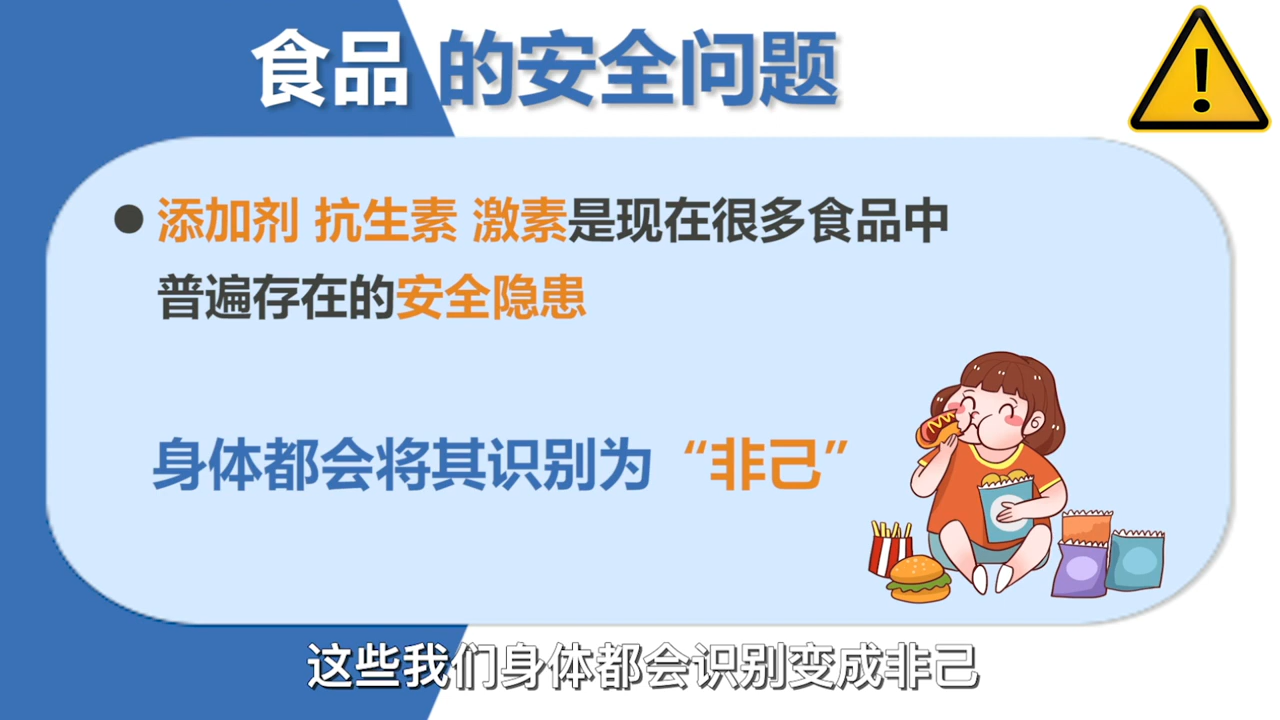 食品的安全问题
●添加剂 抗生素 激素是现在很多食品中
普遍存在的安全隐患
身体都会将其识别为“非己”
这些我们身体都会识别变成非己